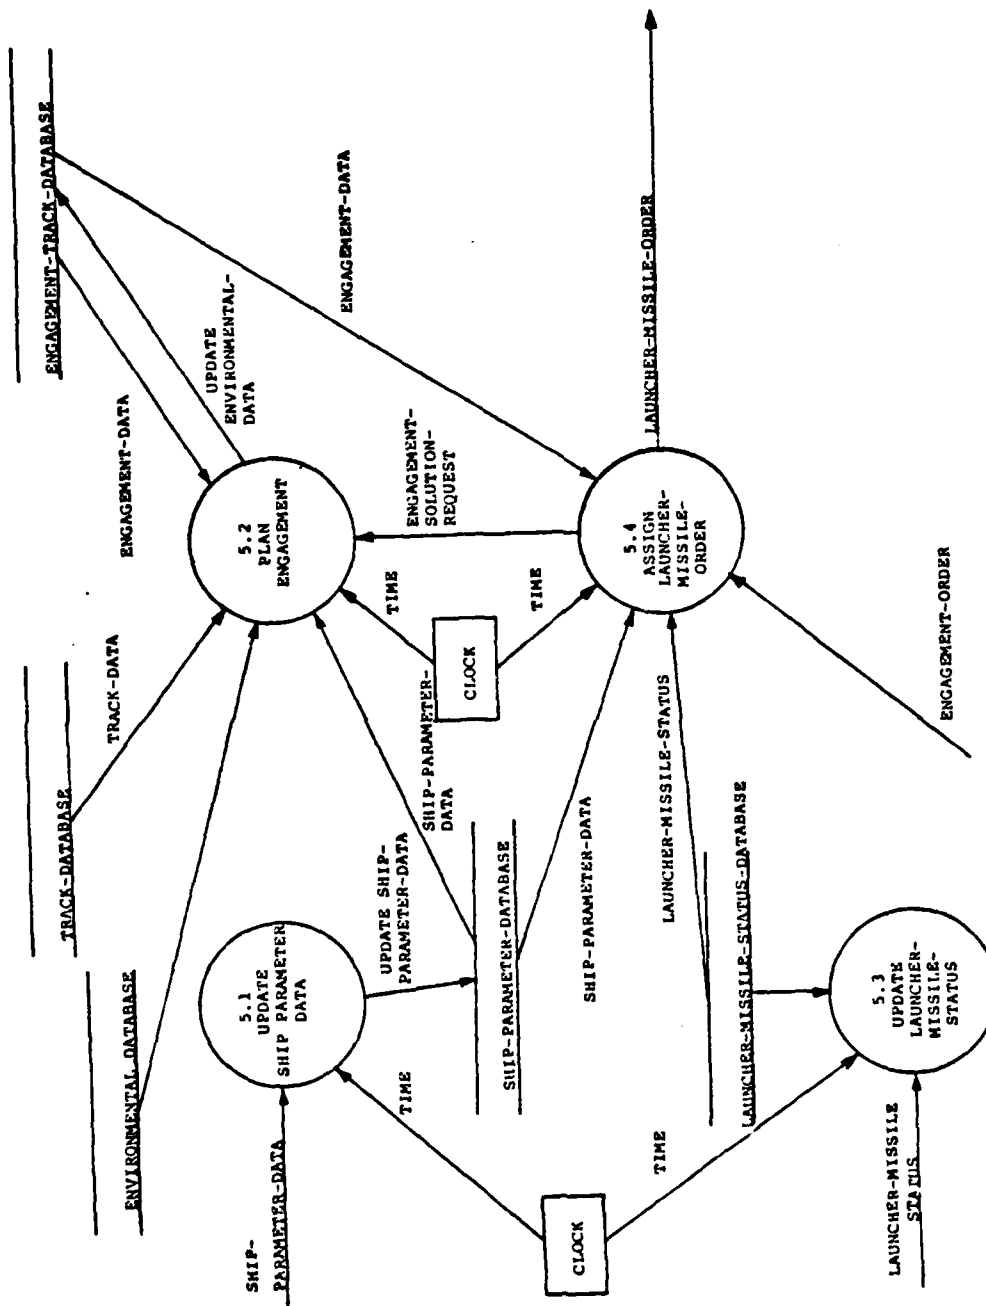 ENGAGEMENT-TRACK-DATABASE
TRACK-DATABASE
ENVIRONMENTAL DATABASE
TRACK-DATA
ENGAGEMENT-DATA
UPDATE
ENVIRONMENTAL-
DATA
ENGAGEMENT-DATA
5.2
PLAN
ENGAGEMENT
5.1
UPDATE
SHIP PARAMETER
DATA
SHIP-
PARAMETER-DATA
TIME
UPDATE SHIP-
PARAMETER-DATA
SHIP-PARAMETER-
DATA
TIME
CLOCK
TIME
ENGAGEMENT-
SOLUTION-
REQUEST
SHIP-PARAMETER-DATABASE
SHIP-PARAMETER-DATA
CLOCK
TIME
LAUNCHER-MISSILE-STATUS
LAUNCHER-MISSILE-STATUS-DATABASE
5.4
ASSIGN
LAUNCHER-
MISSILE-
ORDER
LAUNCHER-MISSILE-ORDER
5.3
UPDATE
LAUNCHER-
MISSILE-
STATUS
LAUNCHER-MISSILE
STATUS
ENGAGEMENT-ORDER